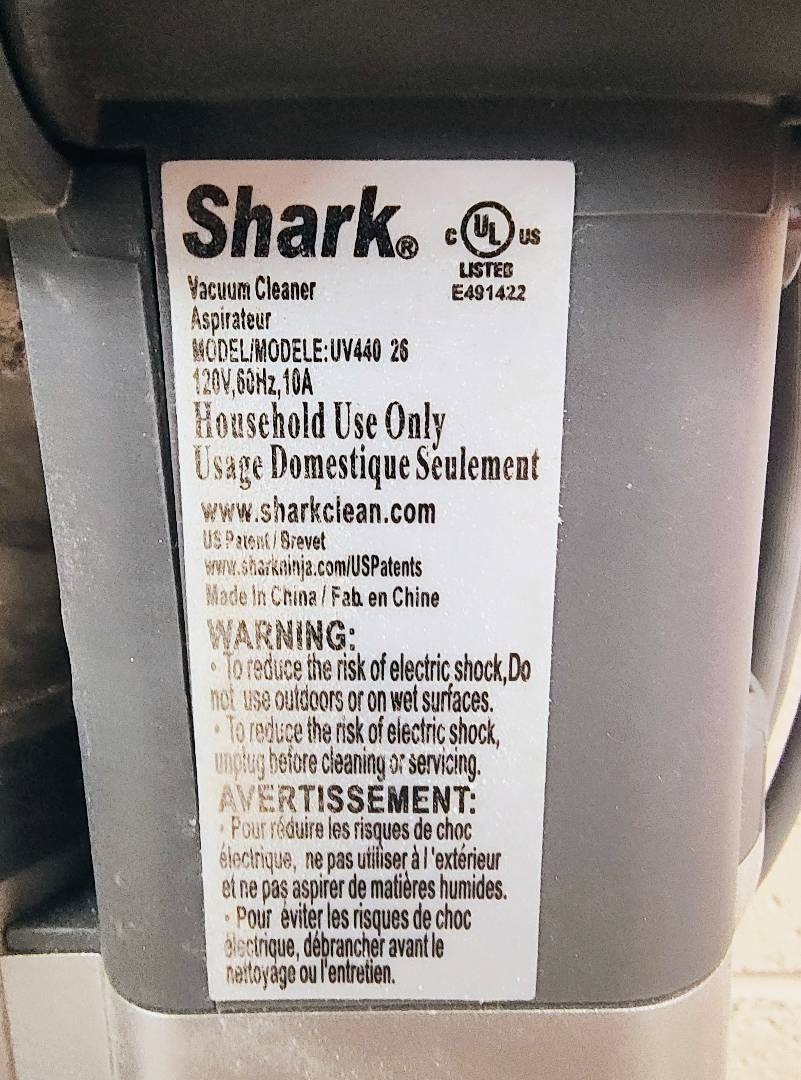 Shark®
C UL US
LISTED
E491422
Vacuum Cleaner
Aspirateur
MODEL/MODELE:UV440 26
120V,60Hz,10A
Household Use Only
Usage Domestique Seulement
www.sharkclean.com
US Patent / Brevet
www.sharkninja.com/USPatents
Made In China / Fab. en Chine
WARNING:
• To reduce the risk of electric shock,Do
not use outdoors or on wet surfaces.
• To reduce the risk of electric shock,
unplug before cleaning or servicing.
AVERTISSEMENT:
• Pour réduire les risques de choc
électrique, ne pas utiliser à l'extérieur
et ne pas aspirer de matières humides.
• Pour éviter les risques de choc
électrique, débrancher avant le
nettoyage ou l'entretien.